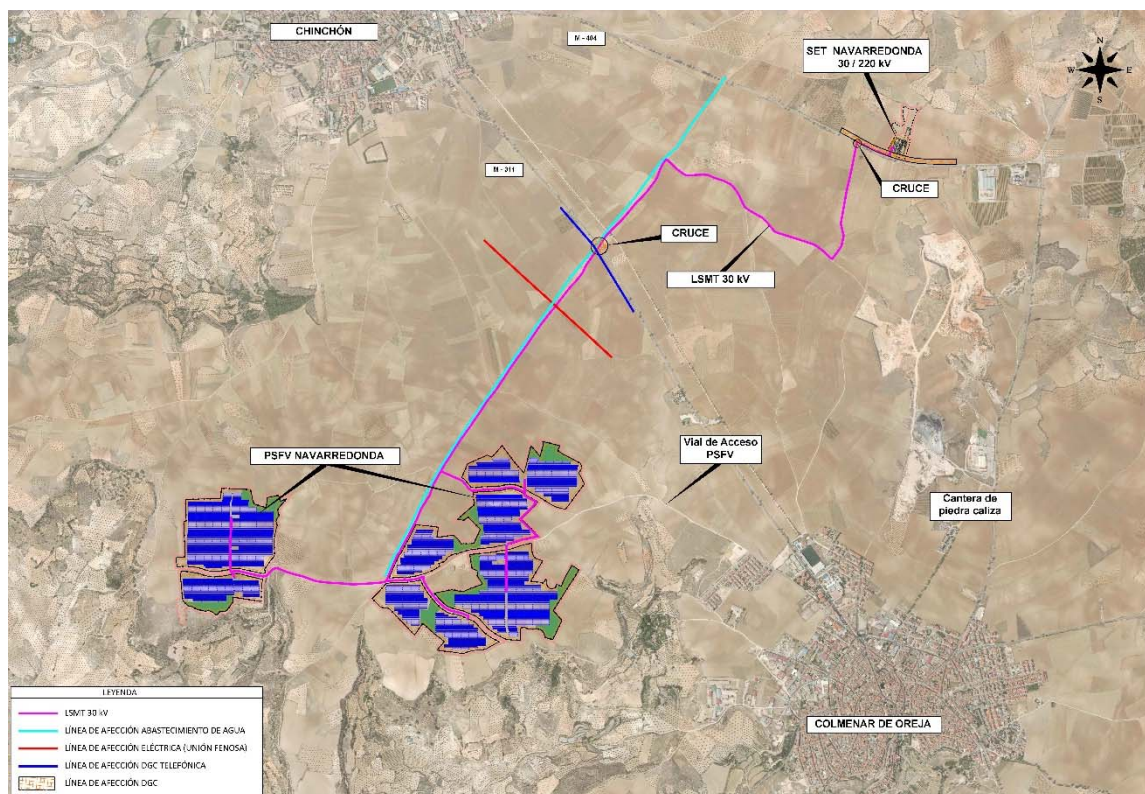 CHINCHÓN
M - 404
SET NAVARREDONDA
30 / 220 kV
N
W
E
S
M - 311
CRUCE
CRUCE
LSMT 30 kV
PSFV NAVARREDONDA
Vial de Acceso
PSFV
Cantera de
piedra caliza
COLMENAR DE OREJA
LEYENDA
LSMT 30 kV
LÍNEA DE AFECCIÓN ABASTECIMIENTO DE AGUA
LÍNEA DE AFECCIÓN ELÉCTRICA (UNIÓN FENOSA)
LÍNEA DE AFECCIÓN DGC TELEFÓNICA
LÍNEA DE AFECCIÓN DGC